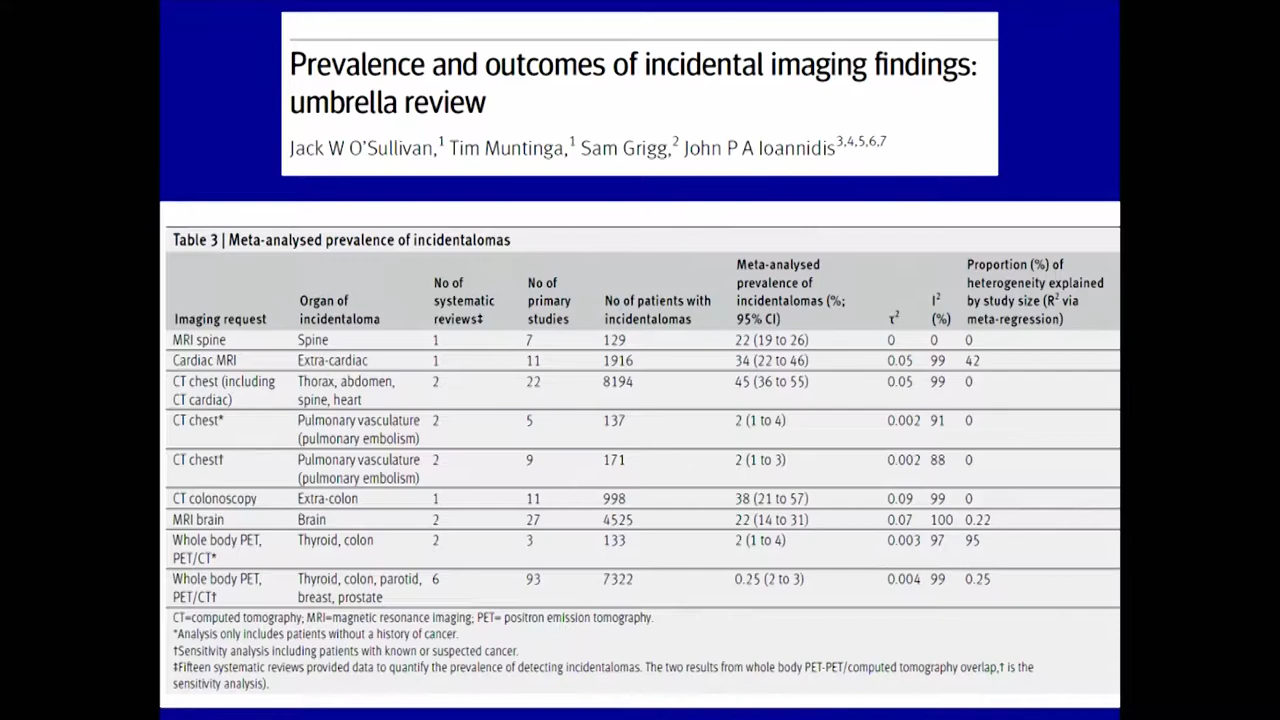 Prevalence and outcomes of incidental imaging findings:
umbrella review
Jack W O'Sullivan,1 Tim Muntinga,1 Sam Grigg,2 John P A Ioannidis3,4,5,6,7
Table 3 | Meta-analysed prevalence of incidentalomas
Imaging request Organ of incidentaloma No of systematic reviews‡ No of primary studies No of patients with incidentalomas Meta-analysed prevalence of incidentalomas (%; 95% CI) τ2 I2 (%) Proportion (%) of heterogeneity explained by study size (R2 via meta-regression)
MRI spine Spine 1 7 129 22 (19 to 26) 0 0 0
Cardiac MRI Extra-cardiac 1 11 1916 34 (22 to 46) 0.05 99 42
CT chest (including Thorax, abdomen, 2 22 8194 45 (36 to 55) 0.05 99 0
CT cardiac) spine, heart
CT chest* Pulmonary vasculature 2 5 137 2 (1 to 4) 0.002 91 0
(pulmonary embolism)
CT chest† Pulmonary vasculature 2 9 171 2 (1 to 3) 0.002 88 0
(pulmonary embolism)
CT colonoscopy Extra-colon 1 11 998 38 (21 to 57) 0.09 99 0
MRI brain Brain 2 27 4525 22 (14 to 31) 0.07 100 0.22
Whole body PET, Thyroid, colon 2 3 133 2 (1 to 4) 0.003 97 95
PET/CT*
Whole body PET, Thyroid, colon, parotid, 6 93 7322 0.25 (2 to 3) 0.004 99 0.25
PET/CT† breast, prostate
CT=computed tomography; MRI=magnetic resonance imaging; PET= positron emission tomography.
*Analysis only includes patients without a history of cancer.
†Sensitivity analysis including patients with known or suspected cancer.
‡Fifteen systematic reviews provided data to quantify the prevalence of detecting incidentalomas. The two results from whole body PET-PET/computed tomography overlap,† is the
sensitivity analysis).